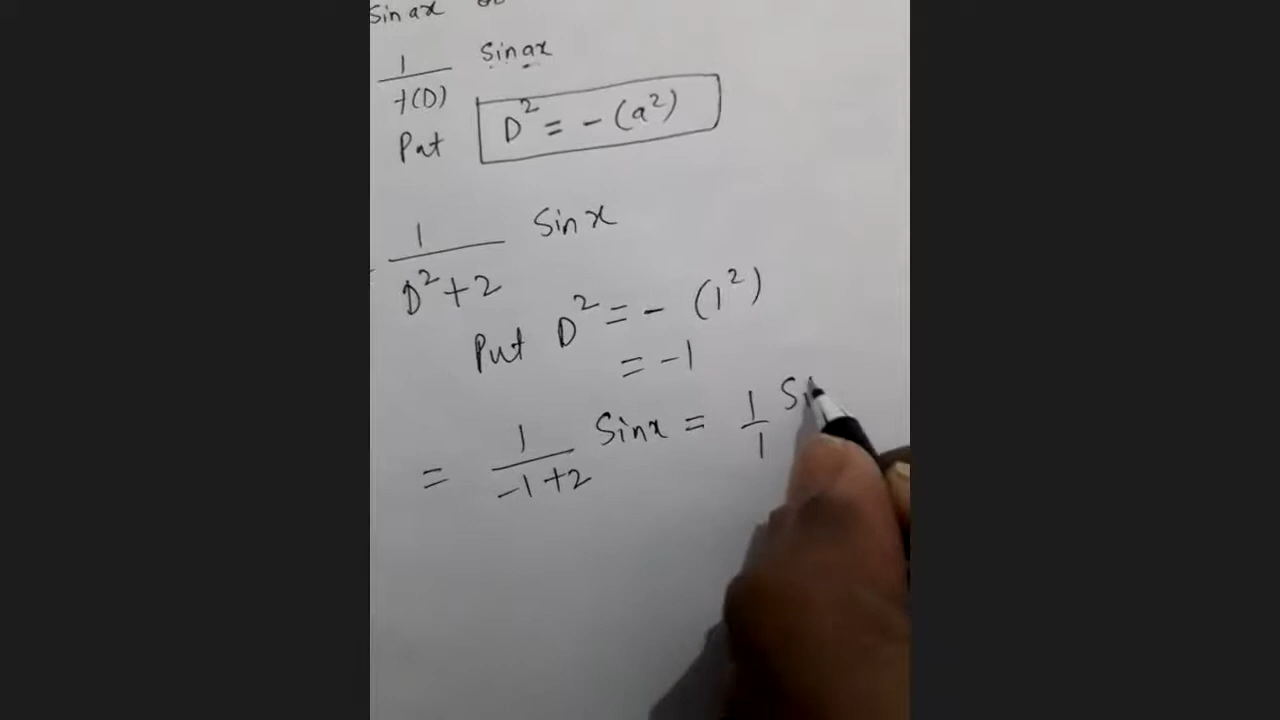 Sin ax
1/f(D) Sin ax
Put D² = -(a²)
1/D²+2 Sin x
Put D² = -(1²)
= -1
= 1/-1+2 Sin x = 1/1 Si